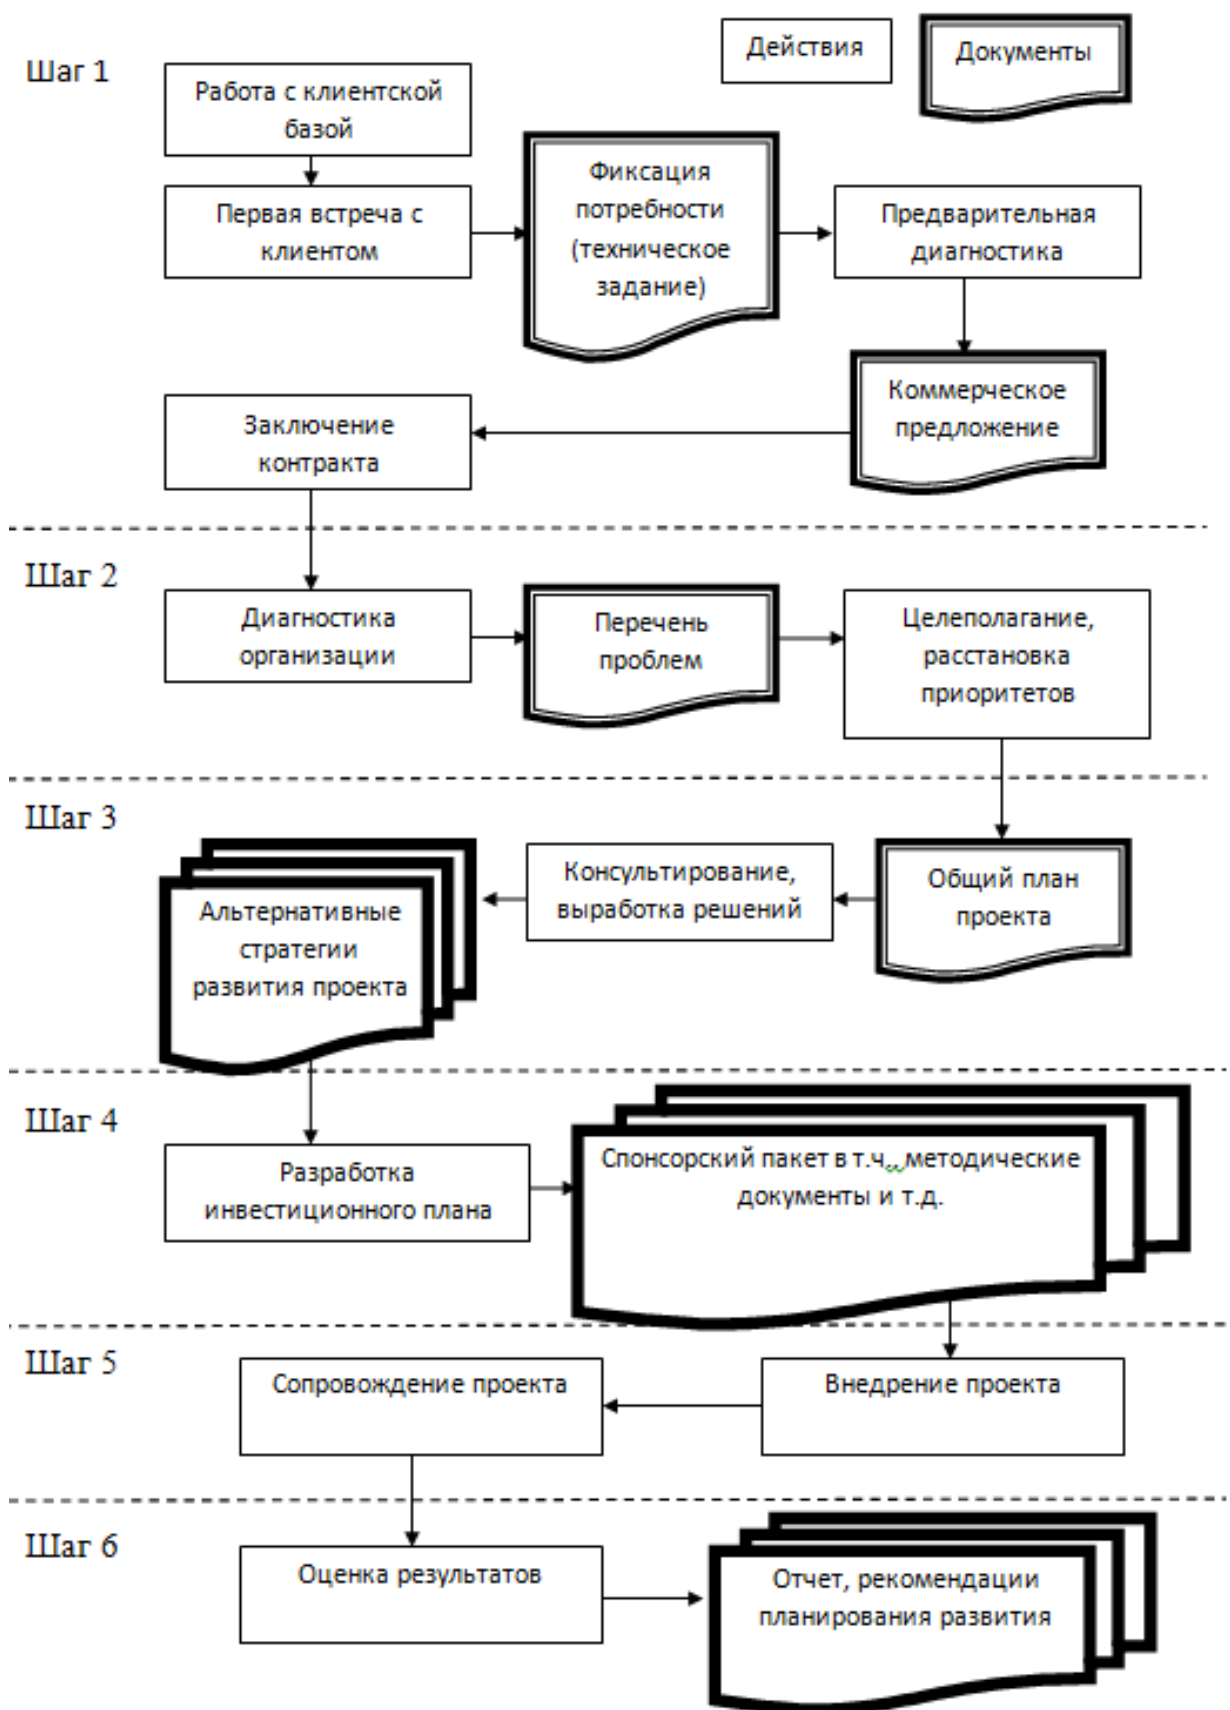 Шаг 1
Действия
Документы
Работа с клиентской
базой
Первая встреча с
клиентом
Фиксация
потребности
(техническое
задание)
Предварительная
диагностика
Коммерческое
предложение
Заключение
контракта
Шаг 2
Диагностика
организации
Перечень
проблем
Целеполагание,
расстановка
приоритетов
Шаг 3
Общий план
проекта
Консультирование,
выработка решений
Альтернативные
стратегии
развития проекта
Шаг 4
Разработка
инвестиционного плана
Спонсорский пакет в т.ч.,, методические
документы и т.д.
Шаг 5
Внедрение проекта
Сопровождение проекта
Шаг 6
Оценка результатов
Отчет, рекомендации
планирования развития